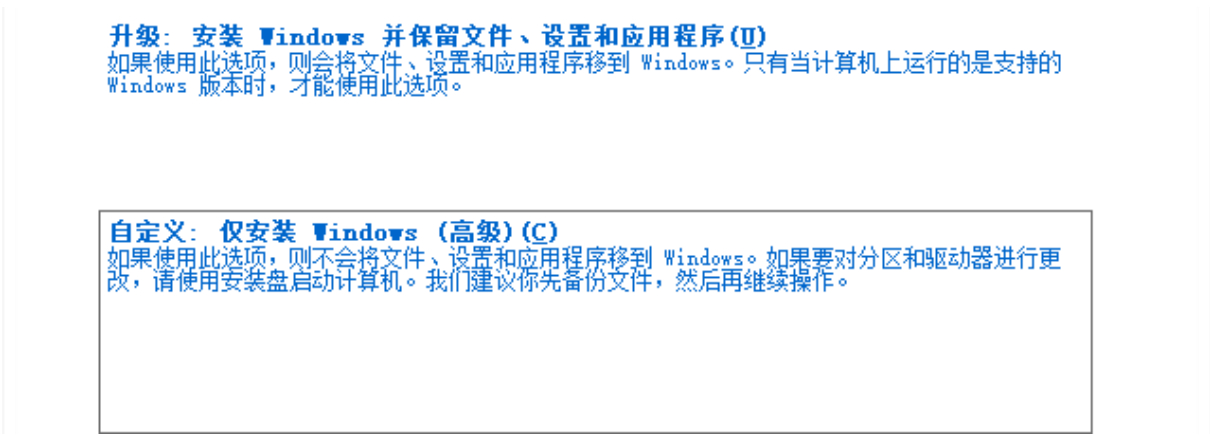 升级: 安装 Windows 并保留文件、设置和应用程序(U)
如果使用此选项，则会将文件、设置和应用程序移到 Windows。只有当计算机上运行的是支持的
Windows 版本时，才能使用此选项。
自定义: 仅安装 Windows (高级)(C)
如果使用此选项，则不会将文件、设置和应用程序移到 Windows。如果要对分区和驱动器进行更
改，请使用安装盘启动计算机。我们建议你先备份文件，然后再继续操作。